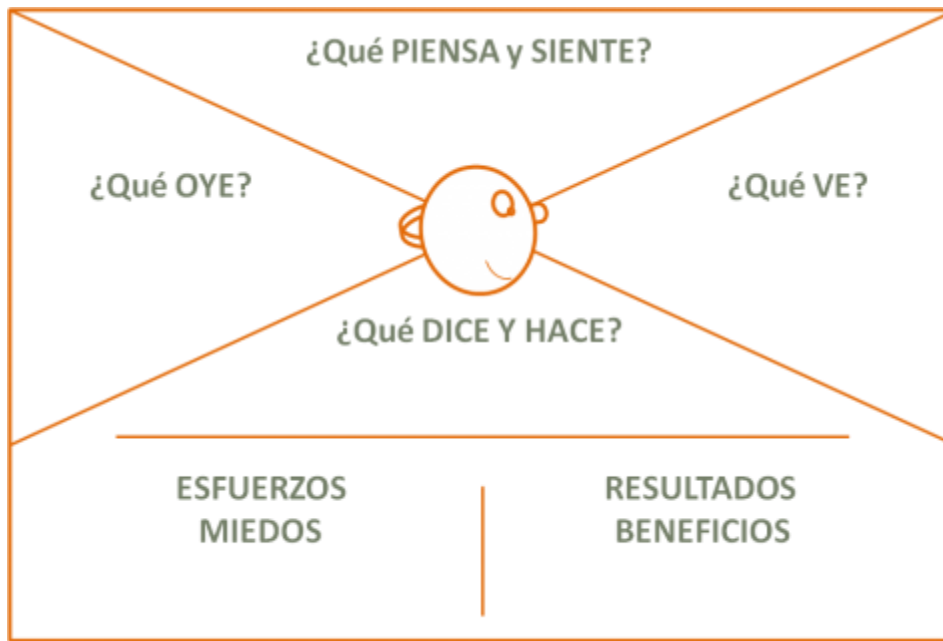 ¿Qué PIENSA y SIENTE?
¿Qué OYE?
¿Qué VE?
¿Qué DICE Y HACE?
ESFUERZOS
MIEDOS
RESULTADOS
BENEFICIOS